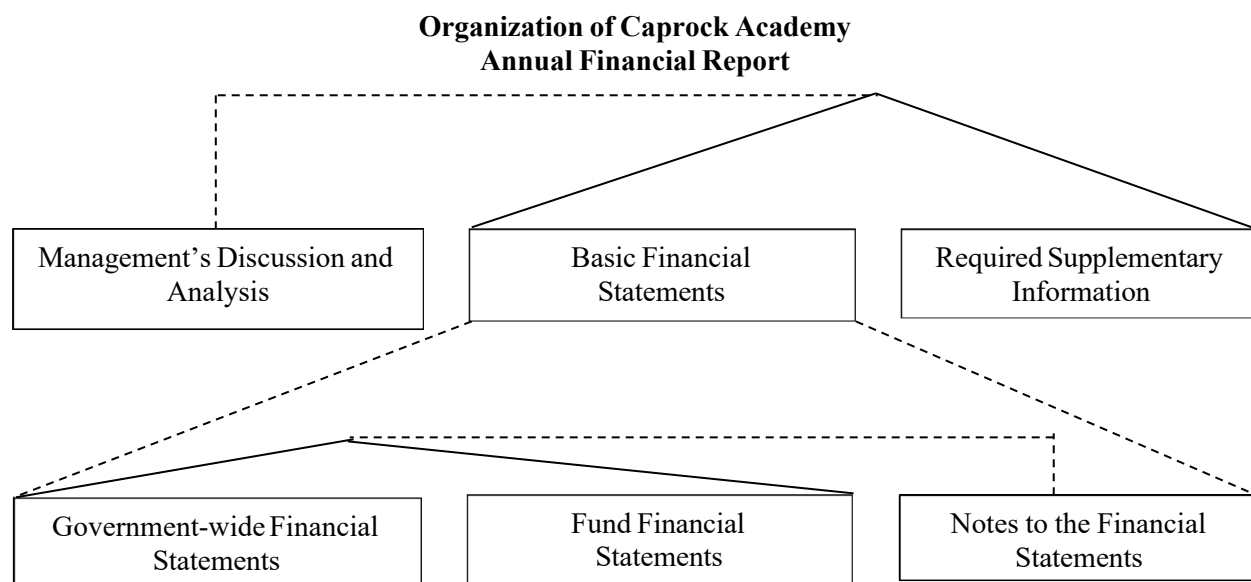 Organization of Caprock Academy
Annual Financial Report
Management’s Discussion and
Analysis
Basic Financial
Statements
Required Supplementary
Information
Government-wide Financial
Statements
Fund Financial
Statements
Notes to the Financial
Statements